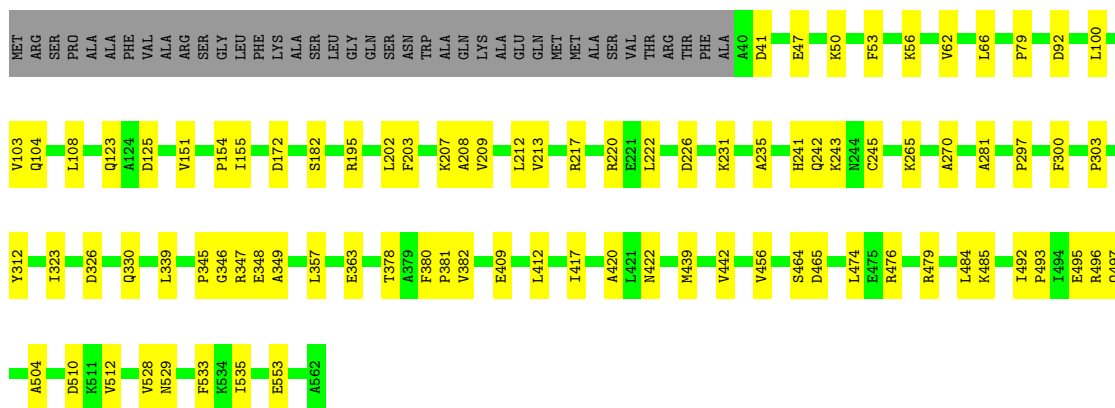 MET ARG SER PRO ALA ALA PHE VAL ALA ARG SER GLY LEU PHE LYS ALA SER LEU GLY GLN SER ASN TRP ALA GLN LYS ALA GLU GLN MET MET ALA SER VAL THR ARG THR PHE ALA A40 D41 E47 K50 F53 K56 V62 L66 P79 D92 L100
V103 Q104 L108 Q123 A124 D125 V151 P154 I155 D172 S182 R195 L202 F203 K207 A208 V209 L212 V213 R217 R220 E221 L222 D226 K231 A235 H241 Q242 K243 N244 C245 K265 A270 A281 P297 F300 P303
Y312 I323 D326 Q330 L339 P345 G346 R347 E348 A349 L357 E363 T378 A379 F380 P381 V382 E409 L412 I417 A420 L421 N422 M439 V442 V456 S464 D465 L474 E475 R476 R479 L484 K485 I492 P493 I494 E495 R496
A504 D510 K511 V512 V528 N529 F533 K534 I535 E553 A562